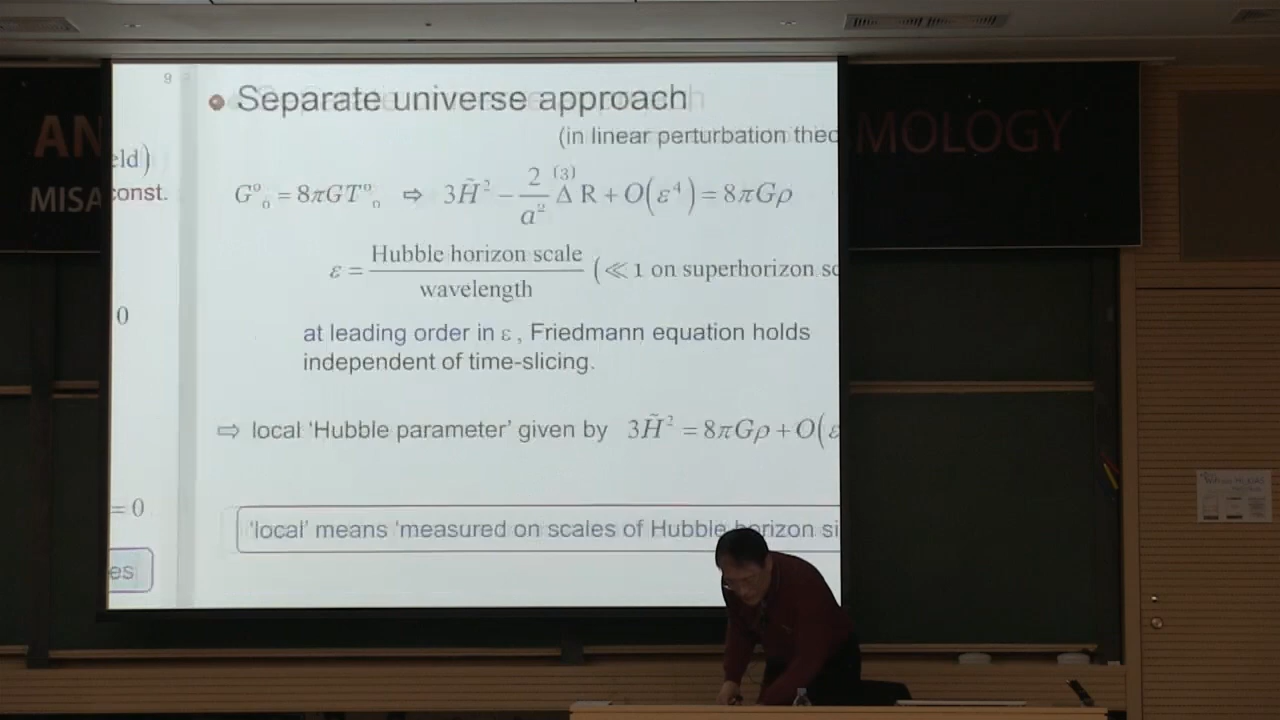 AN
MOLOGY
MISA
9
eld)
const.
0
= 0
es
Separate universe approach
(in linear perturbation theo
G⁰₀ = 8πGT⁰₀ ⇨ 3H̃² − 2/a² Δ⁽³⁾ R + O(ε⁴) = 8πGρ
ε = Hubble horizon scale / wavelength (≪ 1 on superhorizon sc
at leading order in ε, Friedmann equation holds
independent of time-slicing.
⇨ local ‘Hubble parameter’ given by 3H̃² = 8πGρ + O(ε
‘local’ means ‘measured on scales of Hubble horizon si